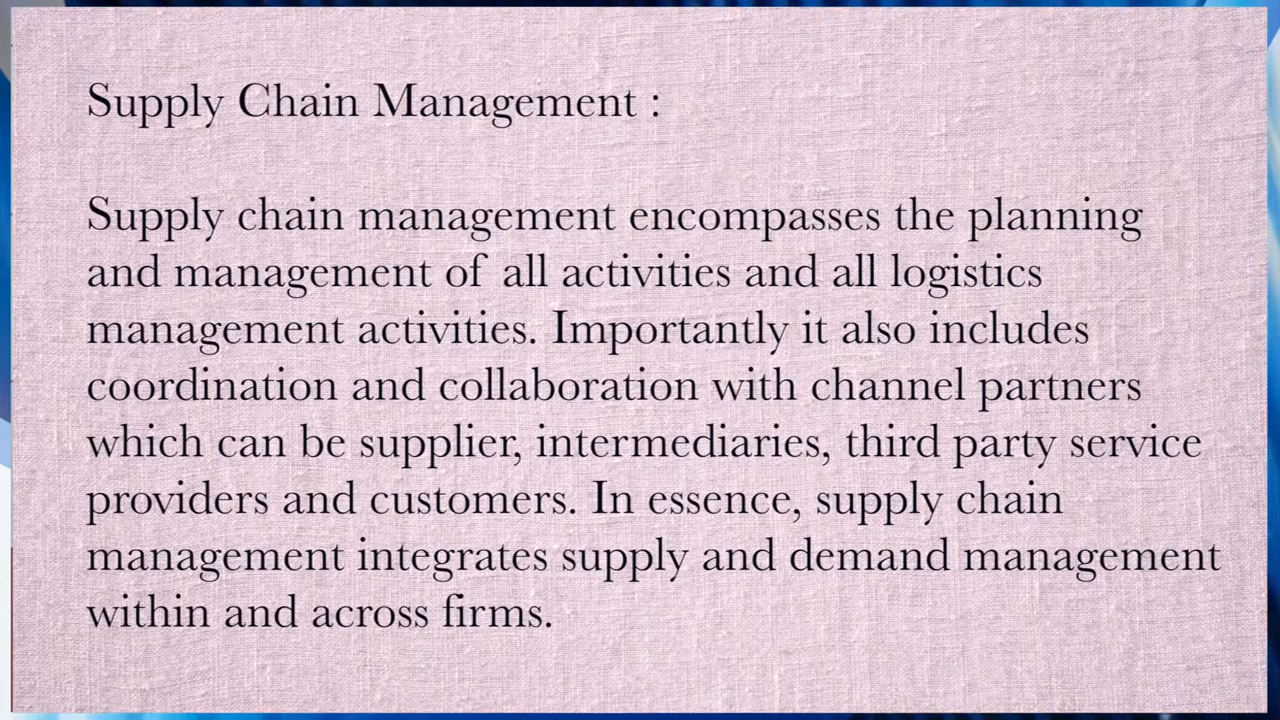 Supply Chain Management :
Supply chain management encompasses the planning
and management of all activities and all logistics
management activities. Importantly it also includes
coordination and collaboration with channel partners
which can be supplier, intermediaries, third party service
providers and customers. In essence, supply chain
management integrates supply and demand management
within and across firms.